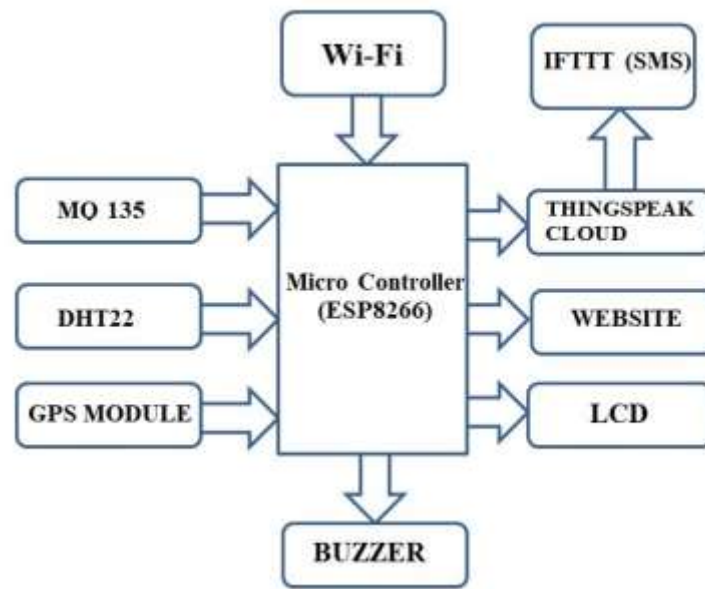 Wi-Fi
IFTTT (SMS)
MQ 135
THINGSPEAK
CLOUD
Micro Controller
(ESP8266)
DHT22
WEBSITE
GPS MODULE
LCD
BUZZER